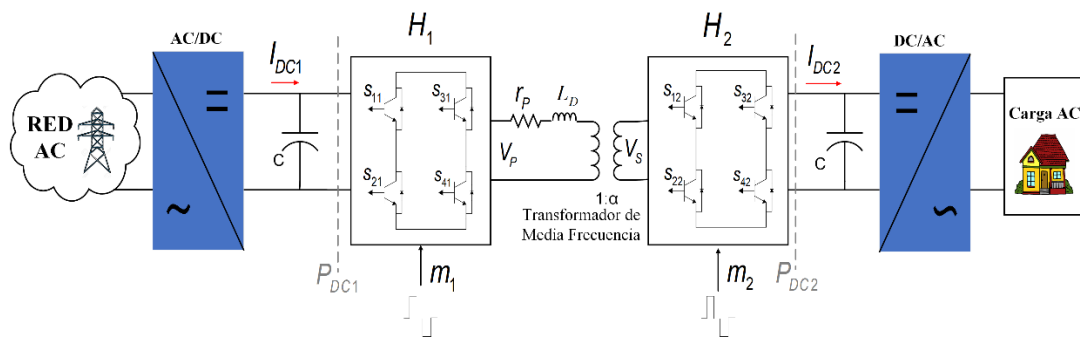 AC/DC
H1
H2
DC/AC
IDC1
IDC2
RED
AC
=
~
C
S11
S31
S21
S41
rP
LD
VP
VS
1:α
Transformador de
Media Frecuencia
S12
S32
S22
S42
C
=
~
Carga AC
PDC1
m1
m2
PDC2